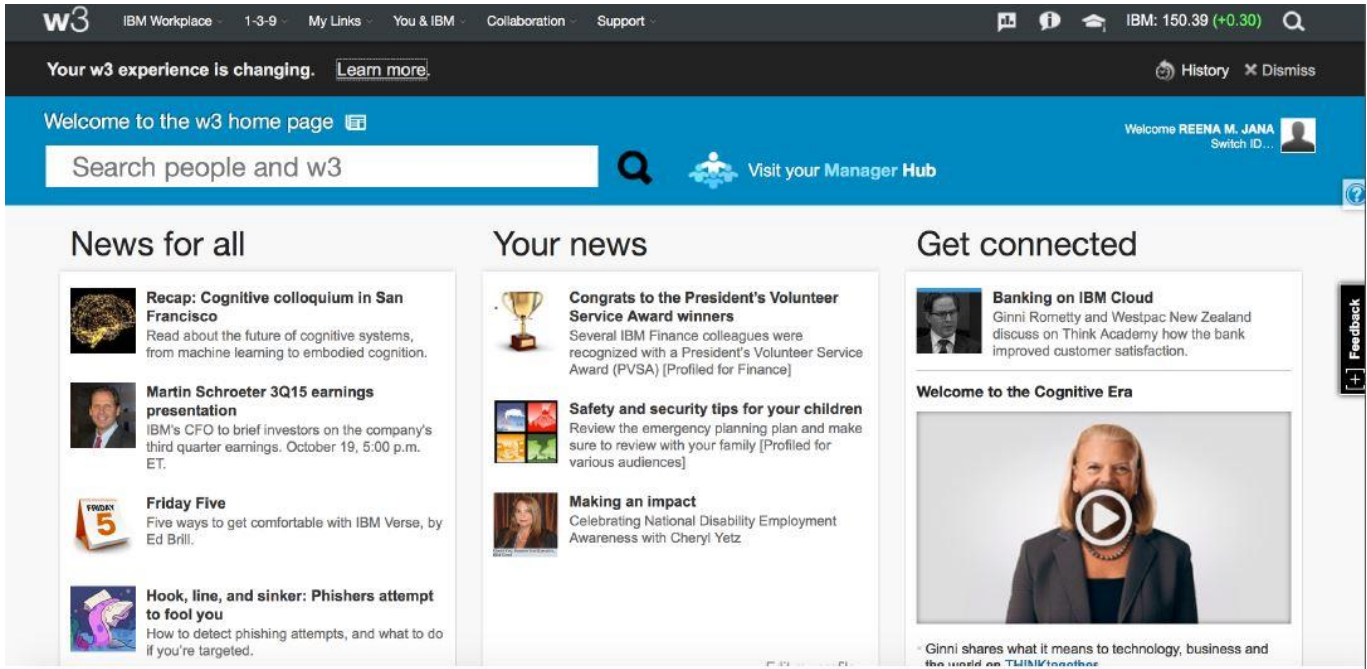 w3 IBM Workplace 1-3-9 My Links You & IBM Collaboration Support IBM: 150.39 (+0.30)
Your w3 experience is changing. Learn more. History × Dismiss
Welcome to the w3 home page
Welcome REENA M. JANA
Switch ID...
Search people and w3
Visit your Manager Hub
News for all
Recap: Cognitive colloquium in San
Francisco
Read about the future of cognitive systems,
from machine learning to embodied cognition.
Martin Schroeter 3Q15 earnings
presentation
IBM's CFO to brief investors on the company's
third quarter earnings. October 19, 5:00 p.m.
ET.
FRIDAY
5
Friday Five
Five ways to get comfortable with IBM Verse, by
Ed Brill.
Hook, line, and sinker: Phishers attempt
to fool you
How to detect phishing attempts, and what to do
if you're targeted.
Your news
Congrats to the President's Volunteer
Service Award winners
Several IBM Finance colleagues were
recognized with a President's Volunteer Service
Award (PVSA) [Profiled for Finance]
Safety and security tips for your children
Review the emergency planning plan and make
sure to review with your family [Profiled for
various audiences]
Making an impact
Celebrating National Disability Employment
Awareness with Cheryl Yetz
Get connected
Banking on IBM Cloud
Ginni Rometty and Westpac New Zealand
discuss on Think Academy how the bank
improved customer satisfaction.
Welcome to the Cognitive Era
Ginni shares what it means to technology, business and
the world on THINKtogether
[+] Feedback